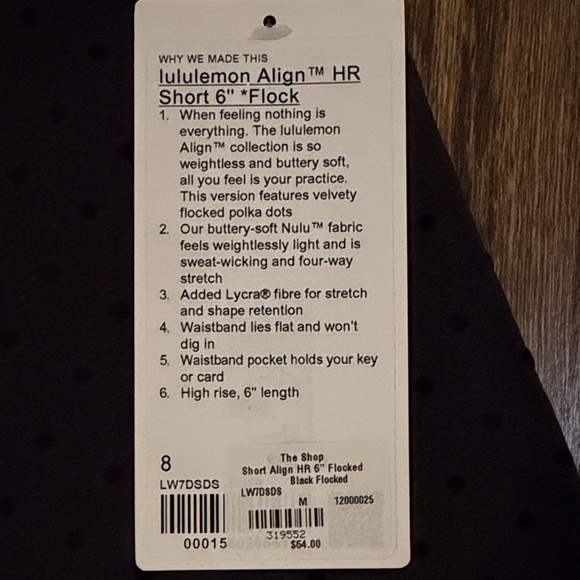 WHY WE MADE THIS
lululemon Align™ HR
Short 6" *Flock
1. When feeling nothing is
everything. The lululemon
Align™ collection is so
weightless and buttery soft,
all you feel is your practice.
This version features velvety
flocked polka dots
2. Our buttery-soft Nulu™ fabric
feels weightlessly light and is
sweat-wicking and four-way
stretch
3. Added Lycra® fibre for stretch
and shape retention
4. Waistband lies flat and won't
dig in
5. Waistband pocket holds your key
or card
6. High rise, 6" length
8
LW7DSDS
00015
The Shop
Short Align HR 6" Flocked
Black Flocked
LW7DSDS
M
12000025
319552
$64.00